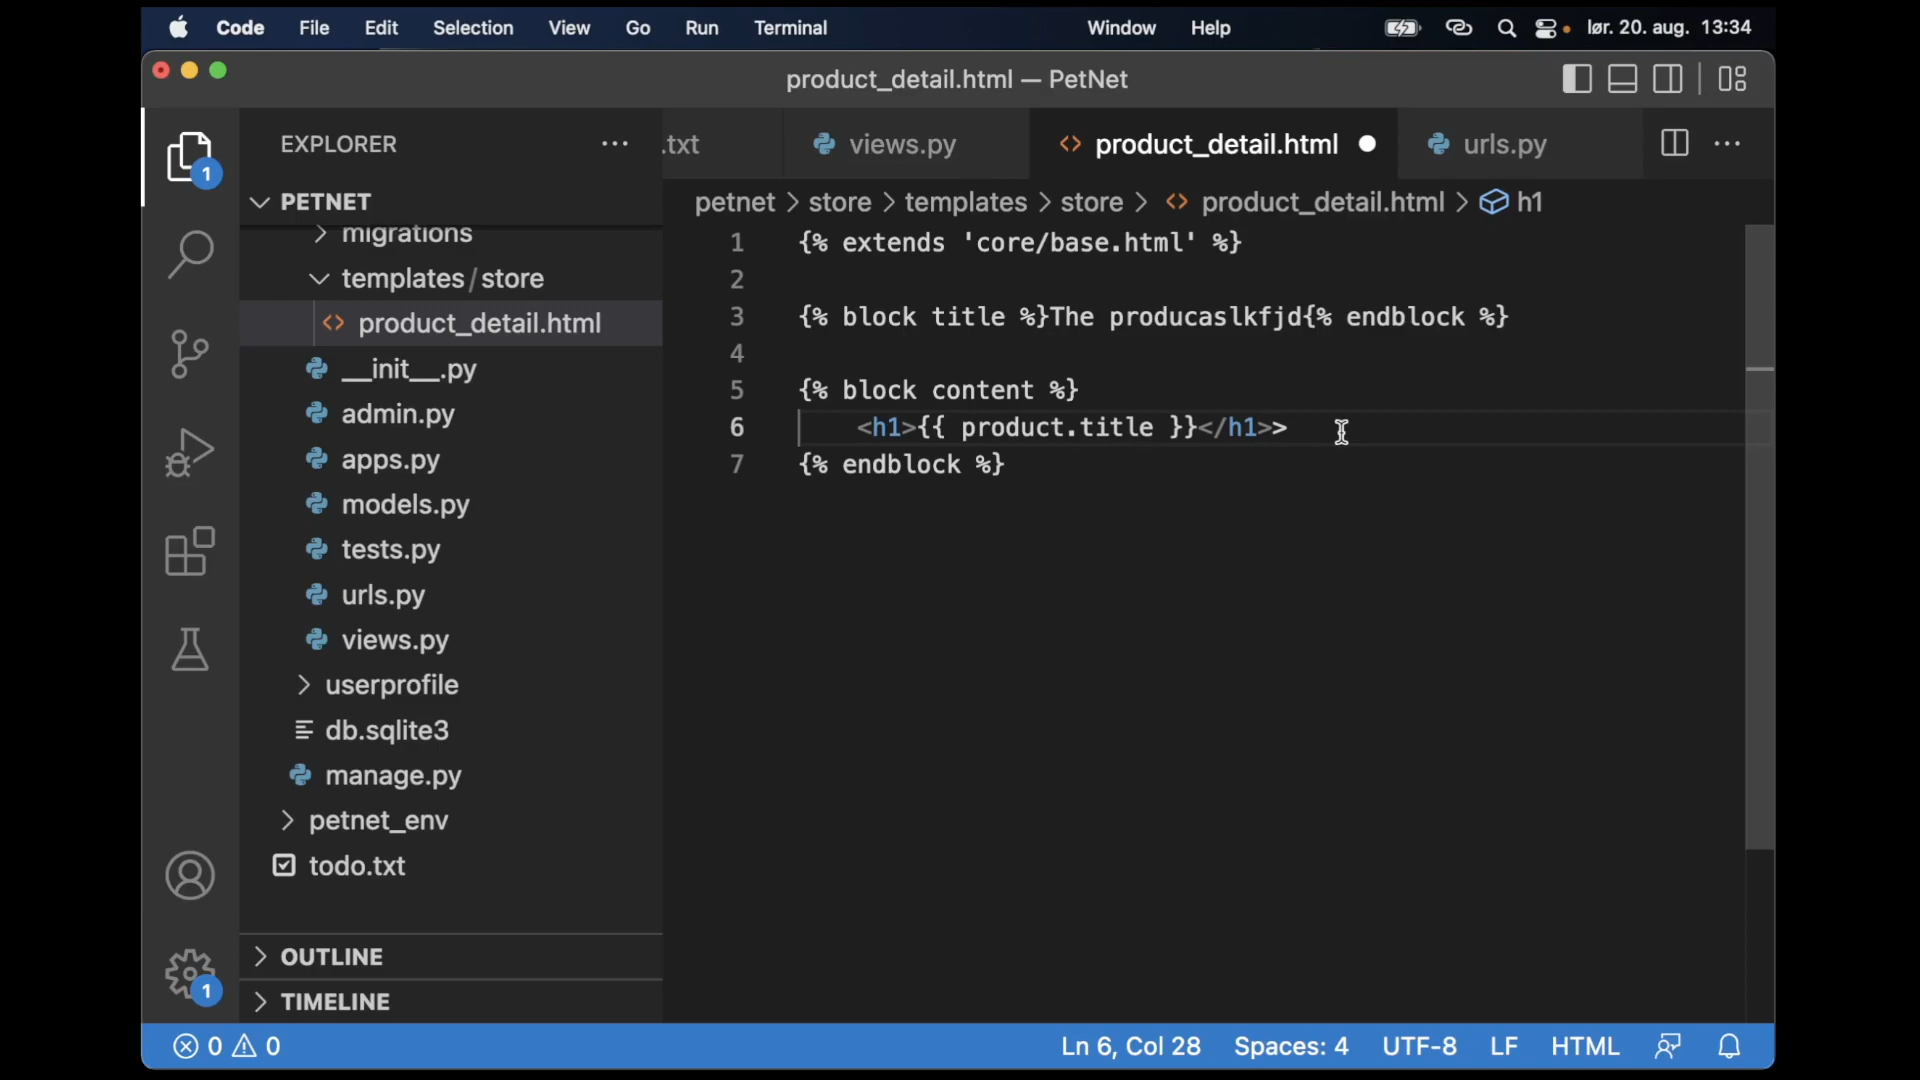 Code File Edit Selection View Go Run Terminal Window Help lør. 20. aug. 13:34
product_detail.html — PetNet
EXPLORER ··· .txt views.py product_detail.html urls.py ···
PETNET
petnet > store > templates > store > <> product_detail.html > h1
migrations
templates/store
<> product_detail.html
__init__.py
admin.py
apps.py
models.py
tests.py
urls.py
views.py
userprofile
db.sqlite3
manage.py
petnet_env
todo.txt
OUTLINE
TIMELINE
1 {% extends 'core/base.html' %}
2
3 {% block title %}The producaslkfjd{% endblock %}
4
5 {% block content %}
6     <h1>{{ product.title }}</h1>>
7 {% endblock %}
1
1
0 0 Ln 6, Col 28 Spaces: 4 UTF-8 LF HTML